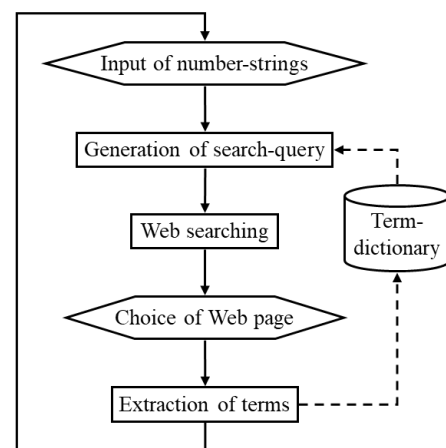 Input of number-strings
Generation of search-query
Web searching
Term-
dictionary
Choice of Web page
Extraction of terms